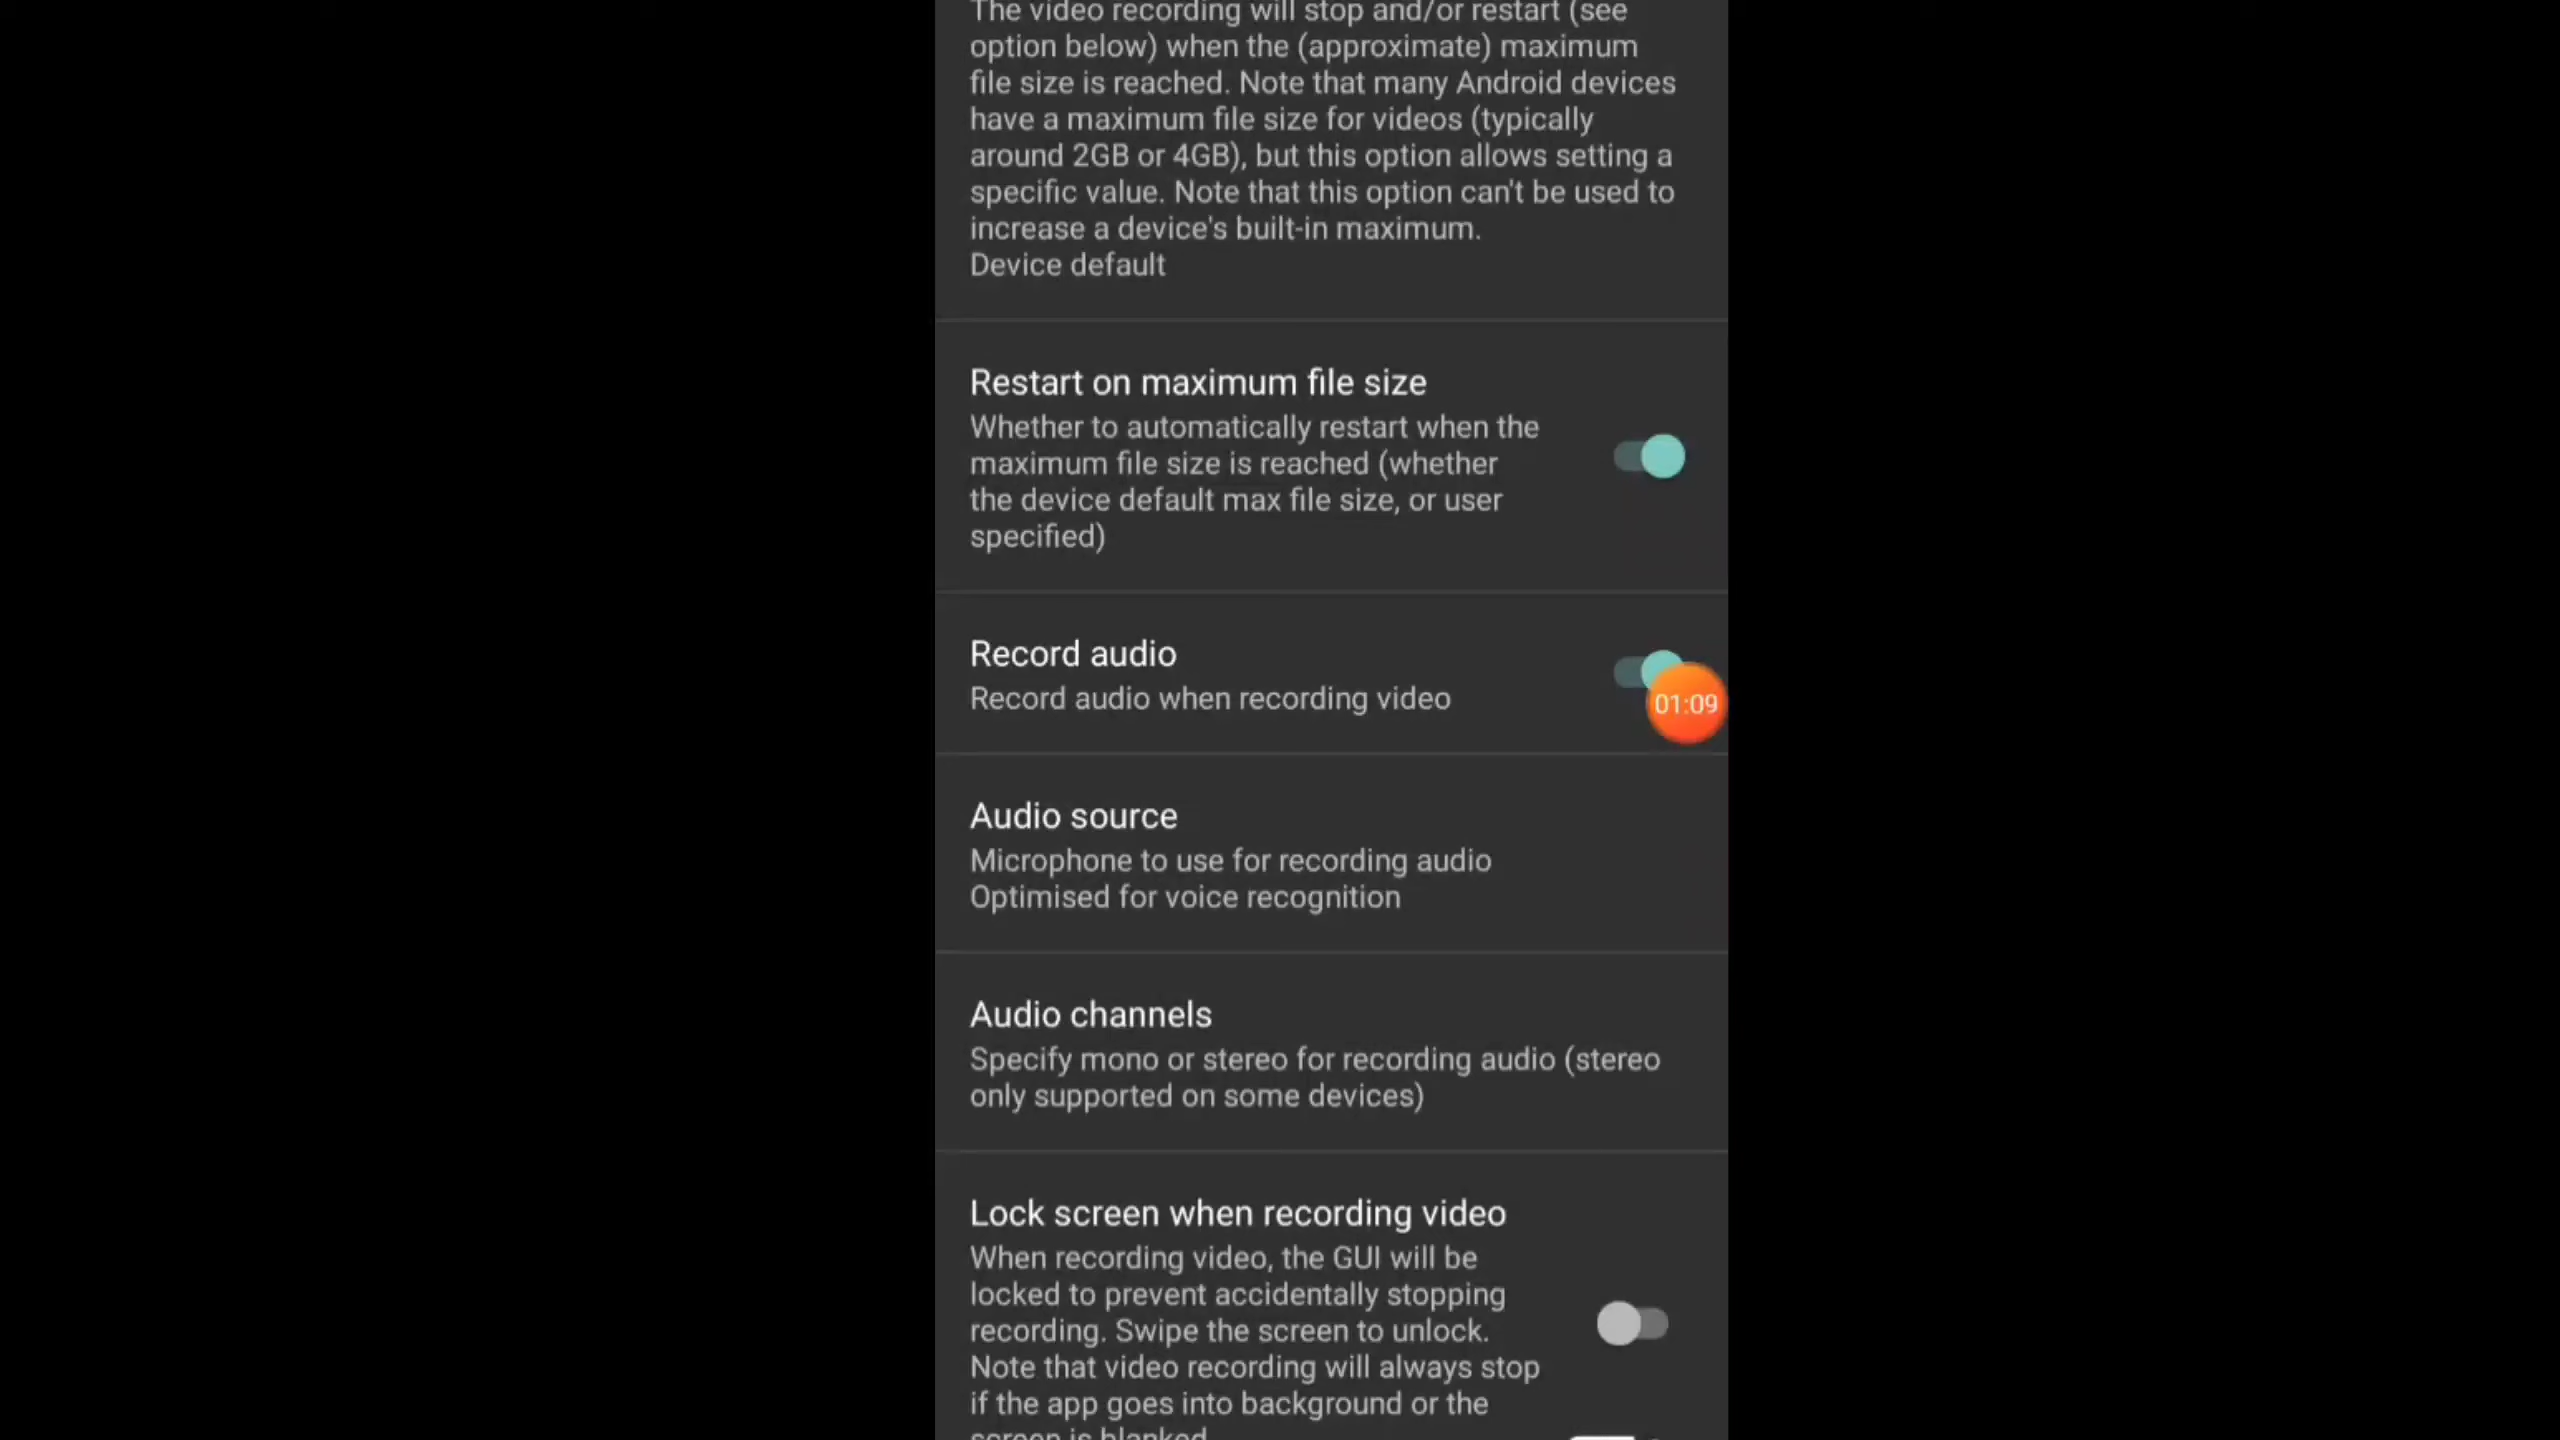 The video recording will stop and/or restart (see
option below) when the (approximate) maximum
file size is reached. Note that many Android devices
have a maximum file size for videos (typically
around 2GB or 4GB), but this option allows setting a
specific value. Note that this option can't be used to
increase a device's built-in maximum.
Device default
Restart on maximum file size
Whether to automatically restart when the
maximum file size is reached (whether
the device default max file size, or user
specified)
Record audio
Record audio when recording video
01:09
Audio source
Microphone to use for recording audio
Optimised for voice recognition
Audio channels
Specify mono or stereo for recording audio (stereo
only supported on some devices)
Lock screen when recording video
When recording video, the GUI will be
locked to prevent accidentally stopping
recording. Swipe the screen to unlock.
Note that video recording will always stop
if the app goes into background or the
screen is blanked